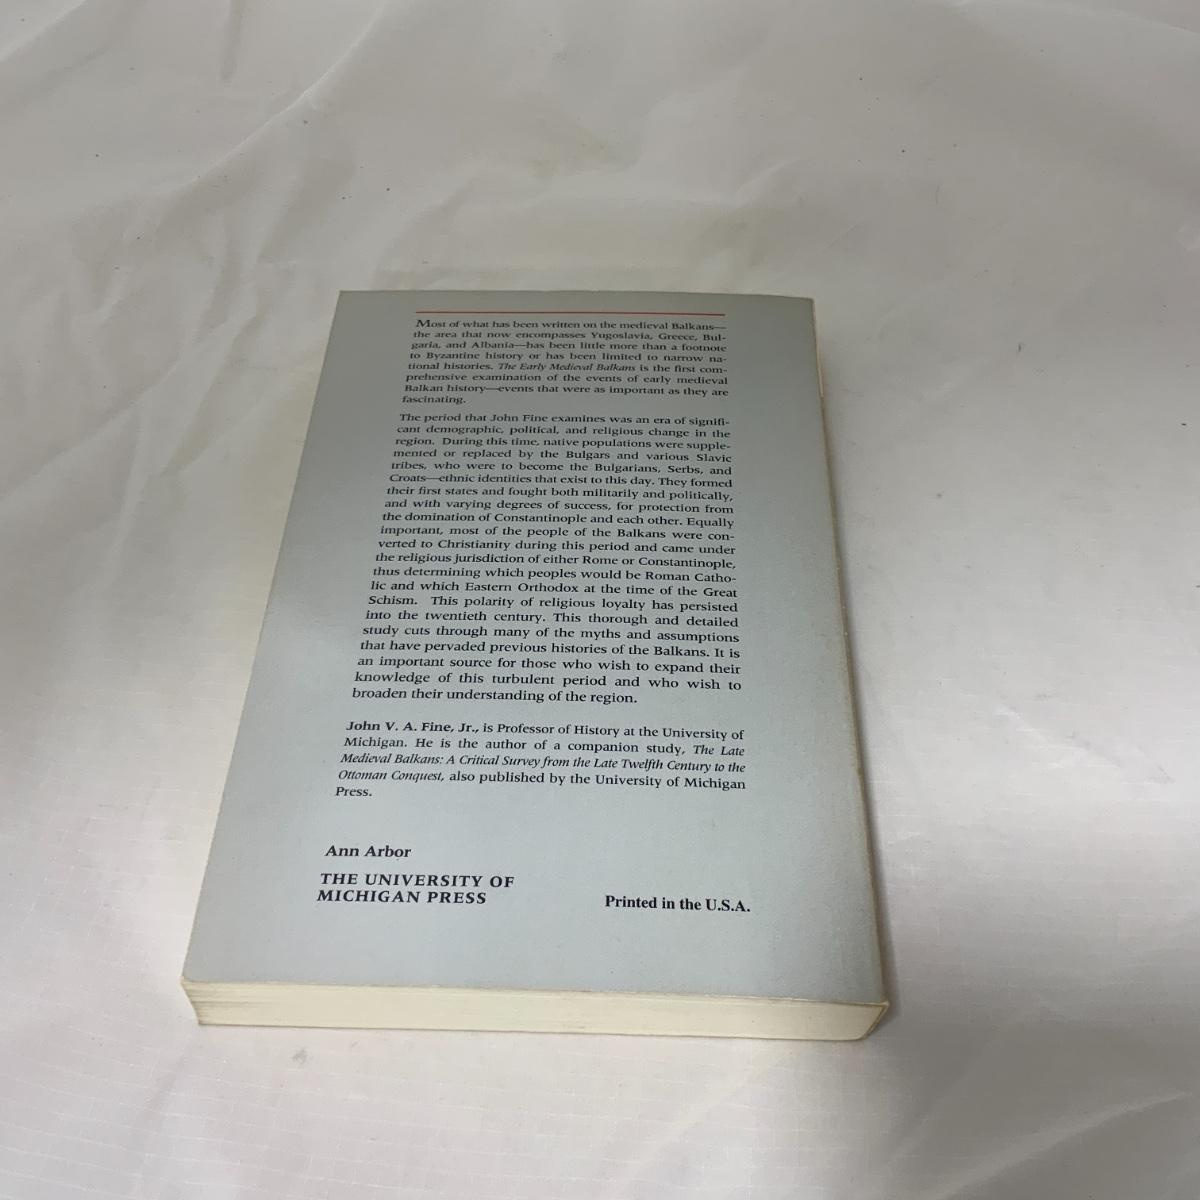 Most of what has been written on the medieval Balkans—
the area that now encompasses Yugoslavia, Greece, Bul-
garia, and Albania—has been little more than a footnote
to Byzantine history or has been limited to narrow na-
tional histories. The Early Medieval Balkans is the first com-
prehensive examination of the events of early medieval
Balkan history—events that were as important as they are
fascinating.
The period that John Fine examines was an era of signifi-
cant demographic, political, and religious change in the
region. During this time, native populations were supple-
mented or replaced by the Bulgars and various Slavic
tribes, who were to become the Bulgarians, Serbs, and
Croats—ethnic identities that exist to this day. They formed
their first states and fought both militarily and politically,
and with varying degrees of success, for protection from
the domination of Constantinople and each other. Equally
important, most of the people of the Balkans were con-
verted to Christianity during this period and came under
the religious jurisdiction of either Rome or Constantinople,
thus determining which peoples would be Roman Catho-
lic and which Eastern Orthodox at the time of the Great
Schism. This polarity of religious loyalty has persisted
into the twentieth century. This thorough and detailed
study cuts through many of the myths and assumptions
that have pervaded previous histories of the Balkans. It is
an important source for those who wish to expand their
knowledge of this turbulent period and who wish to
broaden their understanding of the region.
John V. A. Fine, Jr., is Professor of History at the University of
Michigan. He is the author of a companion study, The Late
Medieval Balkans: A Critical Survey from the Late Twelfth Century to the
Ottoman Conquest, also published by the University of Michigan
Press.
Ann Arbor
THE UNIVERSITY OF
MICHIGAN PRESS
Printed in the U.S.A.